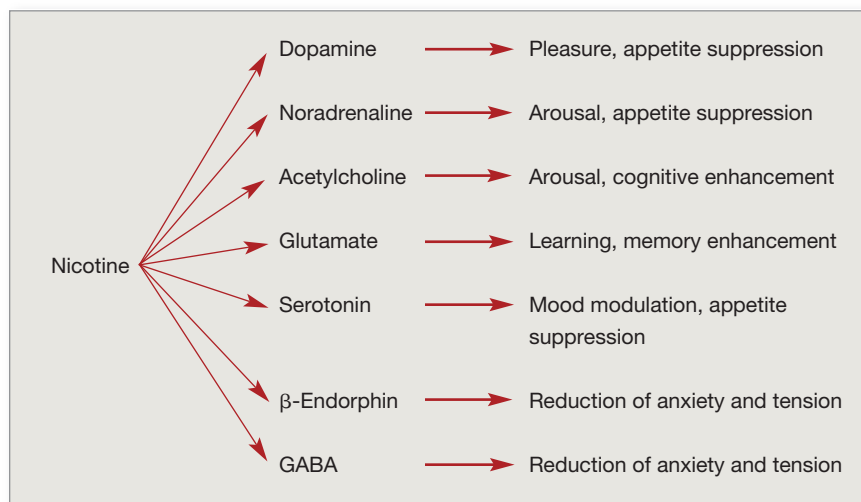 Dopamine Pleasure, appetite suppression
Noradrenaline Arousal, appetite suppression
Acetylcholine Arousal, cognitive enhancement
Glutamate Learning, memory enhancement
Nicotine
Serotonin Mood modulation, appetite
suppression
β-Endorphin Reduction of anxiety and tension
GABA Reduction of anxiety and tension